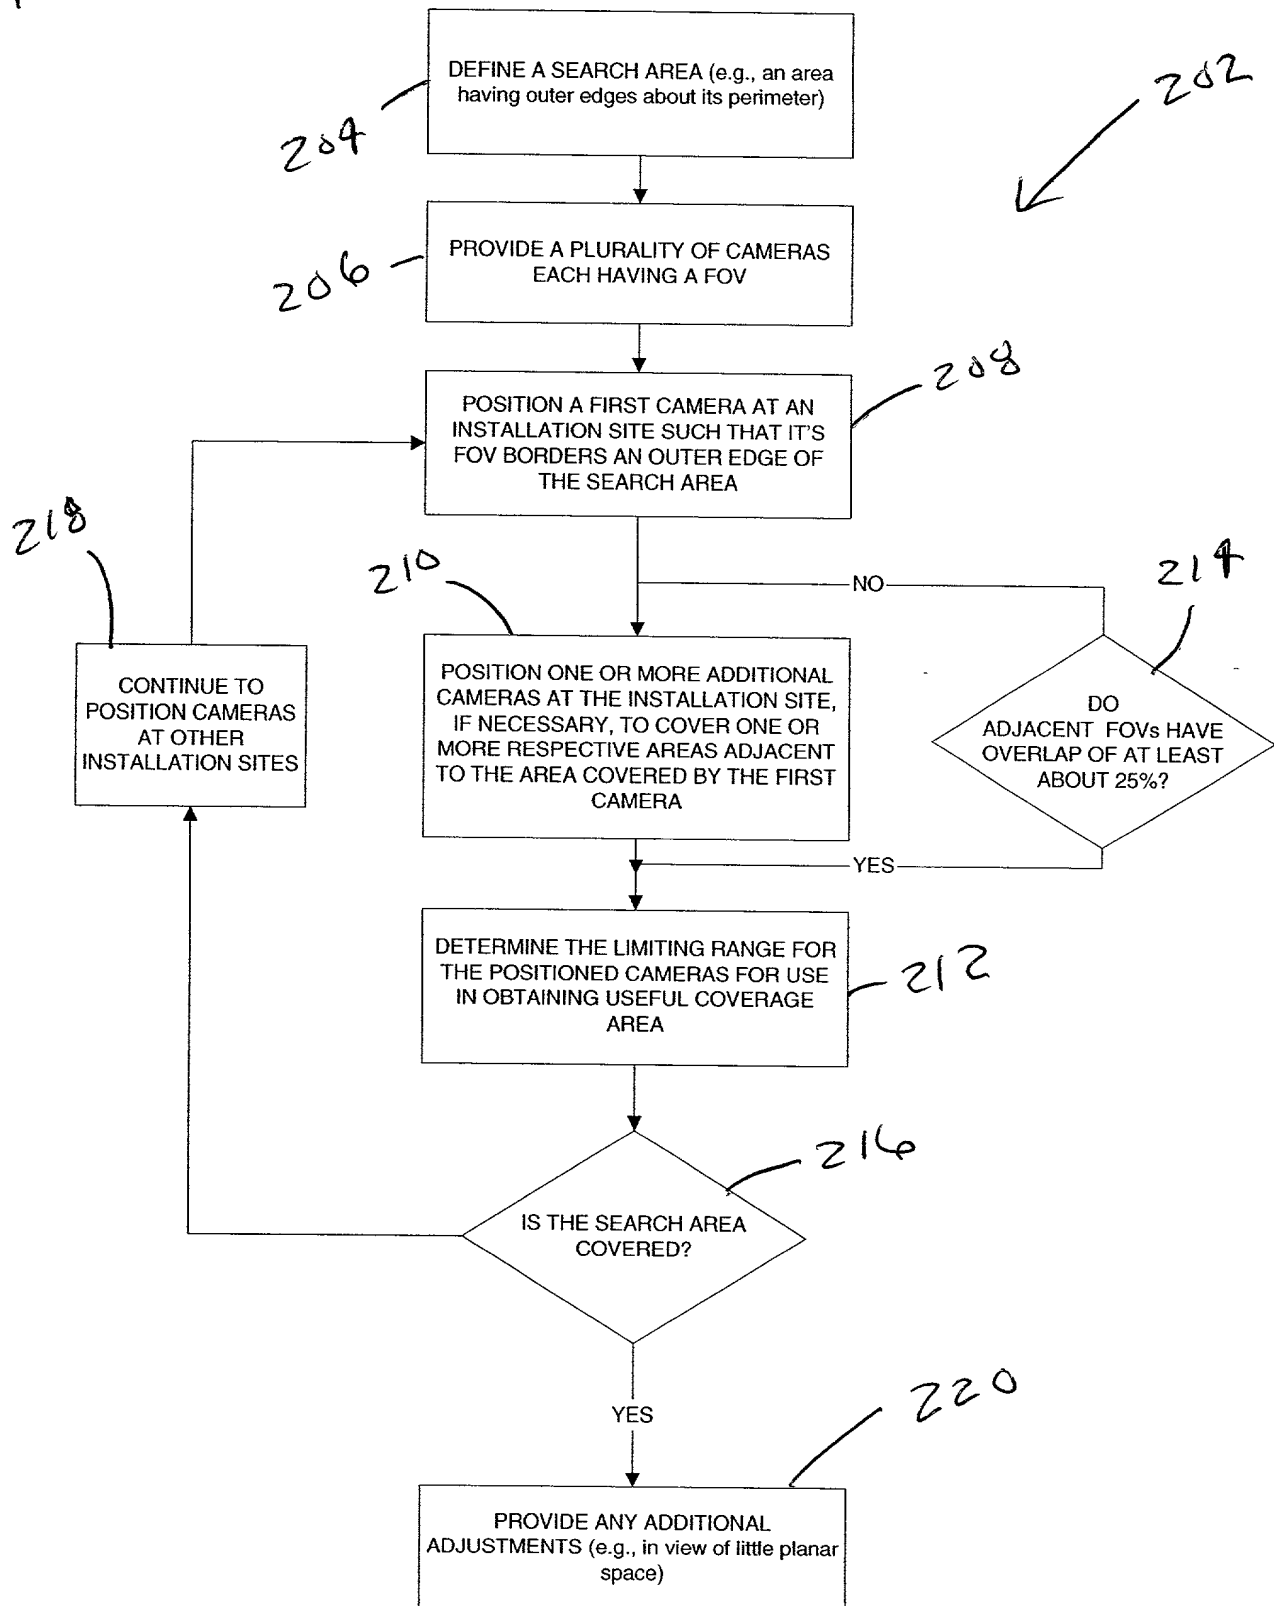 DEFINE A SEARCH AREA (e.g., an area
having outer edges about its perimeter)
202
204
PROVIDE A PLURALITY OF CAMERAS
EACH HAVING A FOV
206
POSITION A FIRST CAMERA AT AN
INSTALLATION SITE SUCH THAT IT'S
FOV BORDERS AN OUTER EDGE OF
THE SEARCH AREA
208
218
210
NO
214
CONTINUE TO
POSITION CAMERAS
AT OTHER
INSTALLATION SITES
POSITION ONE OR MORE ADDITIONAL
CAMERAS AT THE INSTALLATION SITE,
IF NECESSARY, TO COVER ONE OR
MORE RESPECTIVE AREAS ADJACENT
TO THE AREA COVERED BY THE FIRST
CAMERA
DO
ADJACENT FOVs HAVE
OVERLAP OF AT LEAST
ABOUT 25%?
YES
DETERMINE THE LIMITING RANGE FOR
THE POSITIONED CAMERAS FOR USE
IN OBTAINING USEFUL COVERAGE
AREA
212
216
IS THE SEARCH AREA
COVERED?
YES
220
PROVIDE ANY ADDITIONAL
ADJUSTMENTS (e.g., in view of little planar
space)